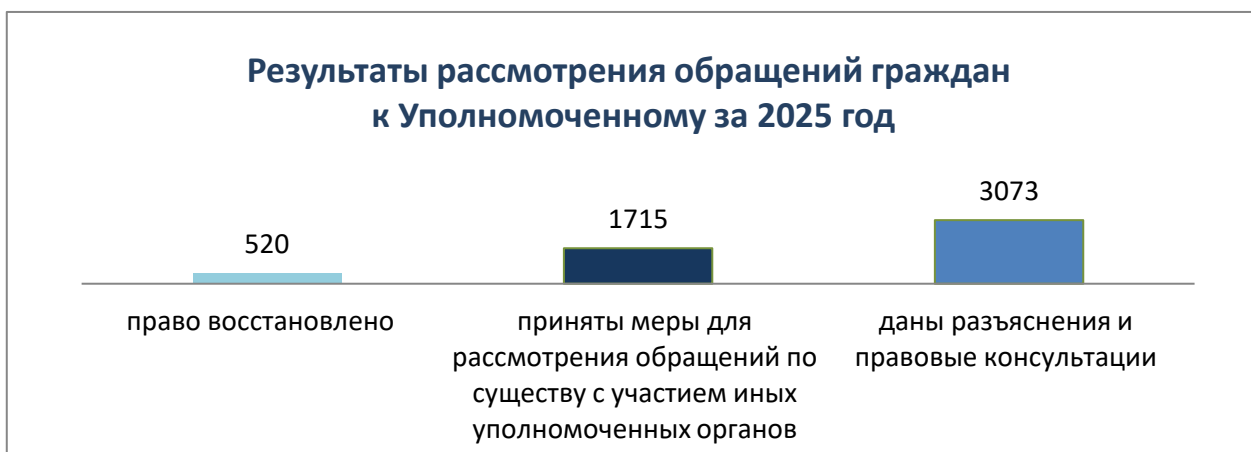 Результаты рассмотрения обращений граждан
к Уполномоченному за 2025 год
520
1715
3073
право восстановлено
приняты меры для
рассмотрения обращений по
существу с участием иных
уполномоченных органов
даны разъяснения и
правовые консультации